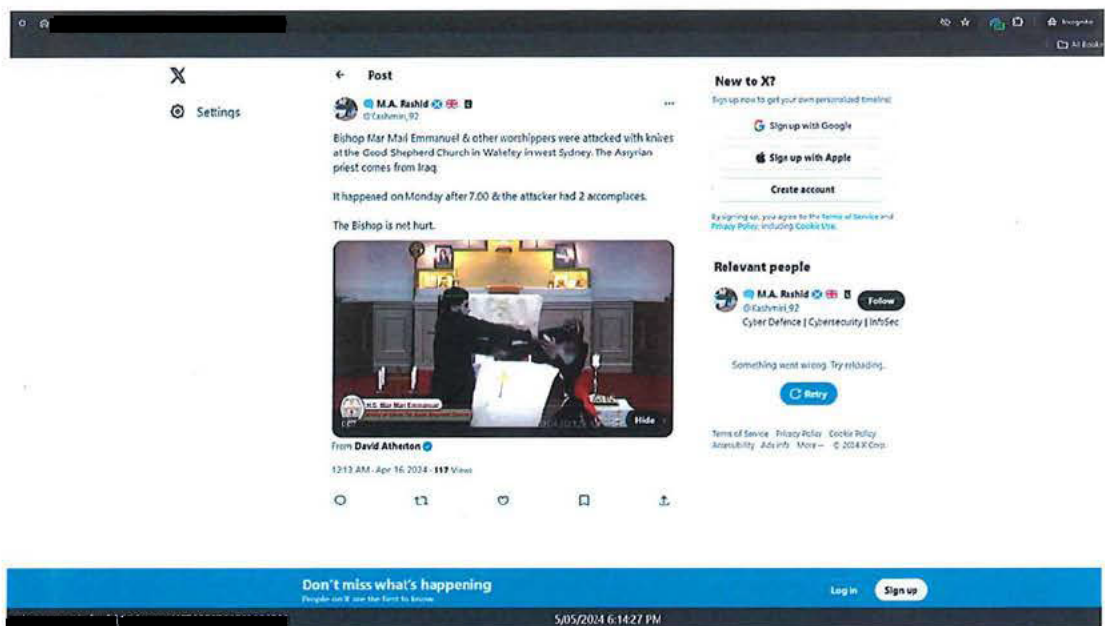 Incognito
All Books
X
Settings
← Post
M.A. Rashid
@Kashmiri_92
Bishop Mar Mari Emmanuel & other worshippers were attacked with knives
at the Good Shepherd Church in Wakeley in west Sydney. The Assyrian
priest comes from Iraq.
It happened on Monday after 7.00 & the attacker had 2 accomplaces.
The Bishop is not hurt.
H.S. Mar Mari Emmanuel
Hide
From David Atherton
12:13 AM · Apr 16, 2024 · 117 Views
New to X?
Sign up now to get your own personalized timeline!
Sign up with Google
Sign up with Apple
Create account
By signing up, you agree to the Terms of Service and
Privacy Policy, including Cookie Use.
Relevant people
M.A. Rashid
@Kashmiri_92
Follow
Cyber Defence | Cybersecurity | InfoSec
Something went wrong. Try reloading.
Retry
Terms of Service Privacy Policy Cookie Policy
Accessibility Ads info More ··· © 2024 X Corp.
Don't miss what's happening
People on X are the first to know.
Log in
Sign up
5/05/2024 6:14:27 PM